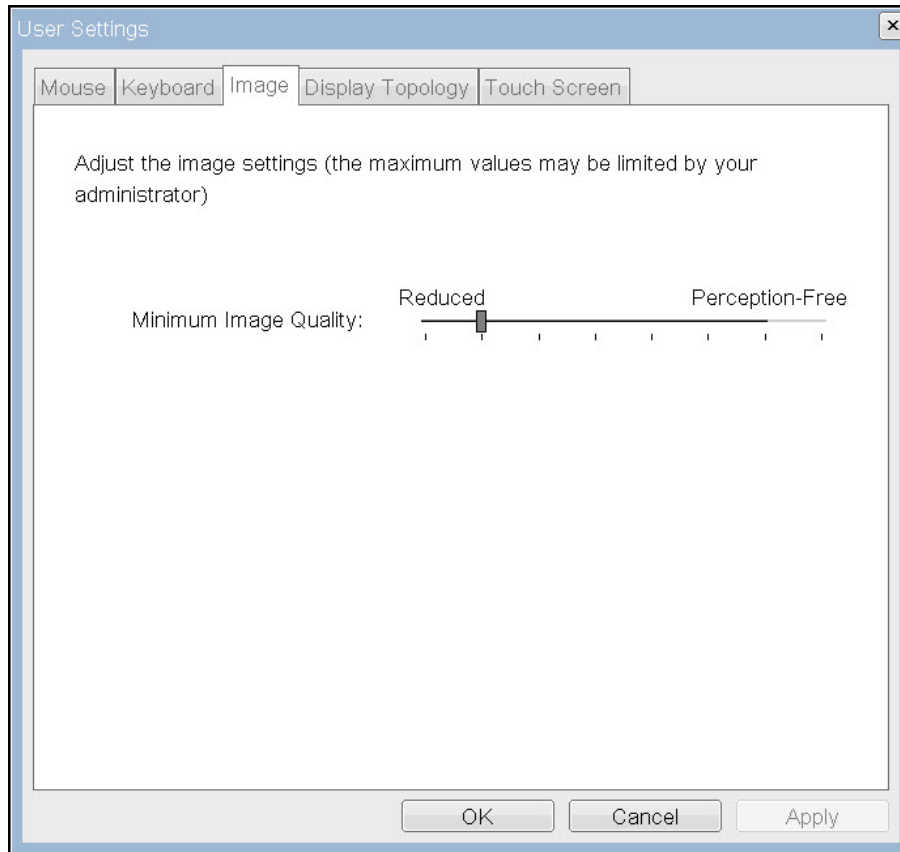 User Settings
Mouse Keyboard Image Display Topology Touch Screen
Adjust the image settings (the maximum values may be limited by your
administrator)
Reduced Perception-Free
Minimum Image Quality:
OK Cancel Apply